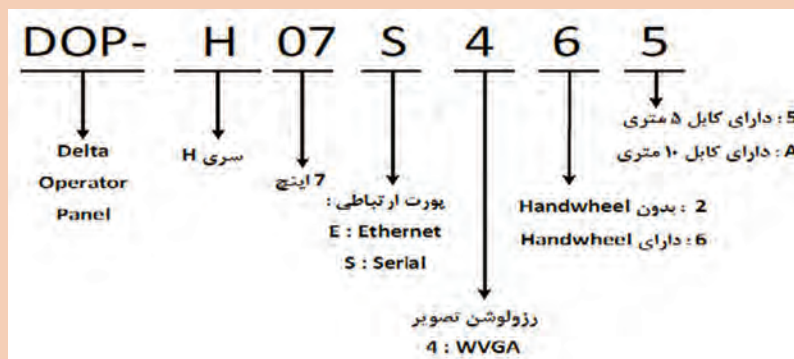 DOP- H 07 S 4 6 5
Delta
Operator
Panel
سری H
7 اینچ
پورت ارتباطی :
E : Ethernet
S : Serial
رزولوشن تصویر
4 : WVGA
2 : بدون Handwheel
6 : دارای Handwheel
5 : دارای کابل ۵ متری
A : دارای کابل ۱۰ متری